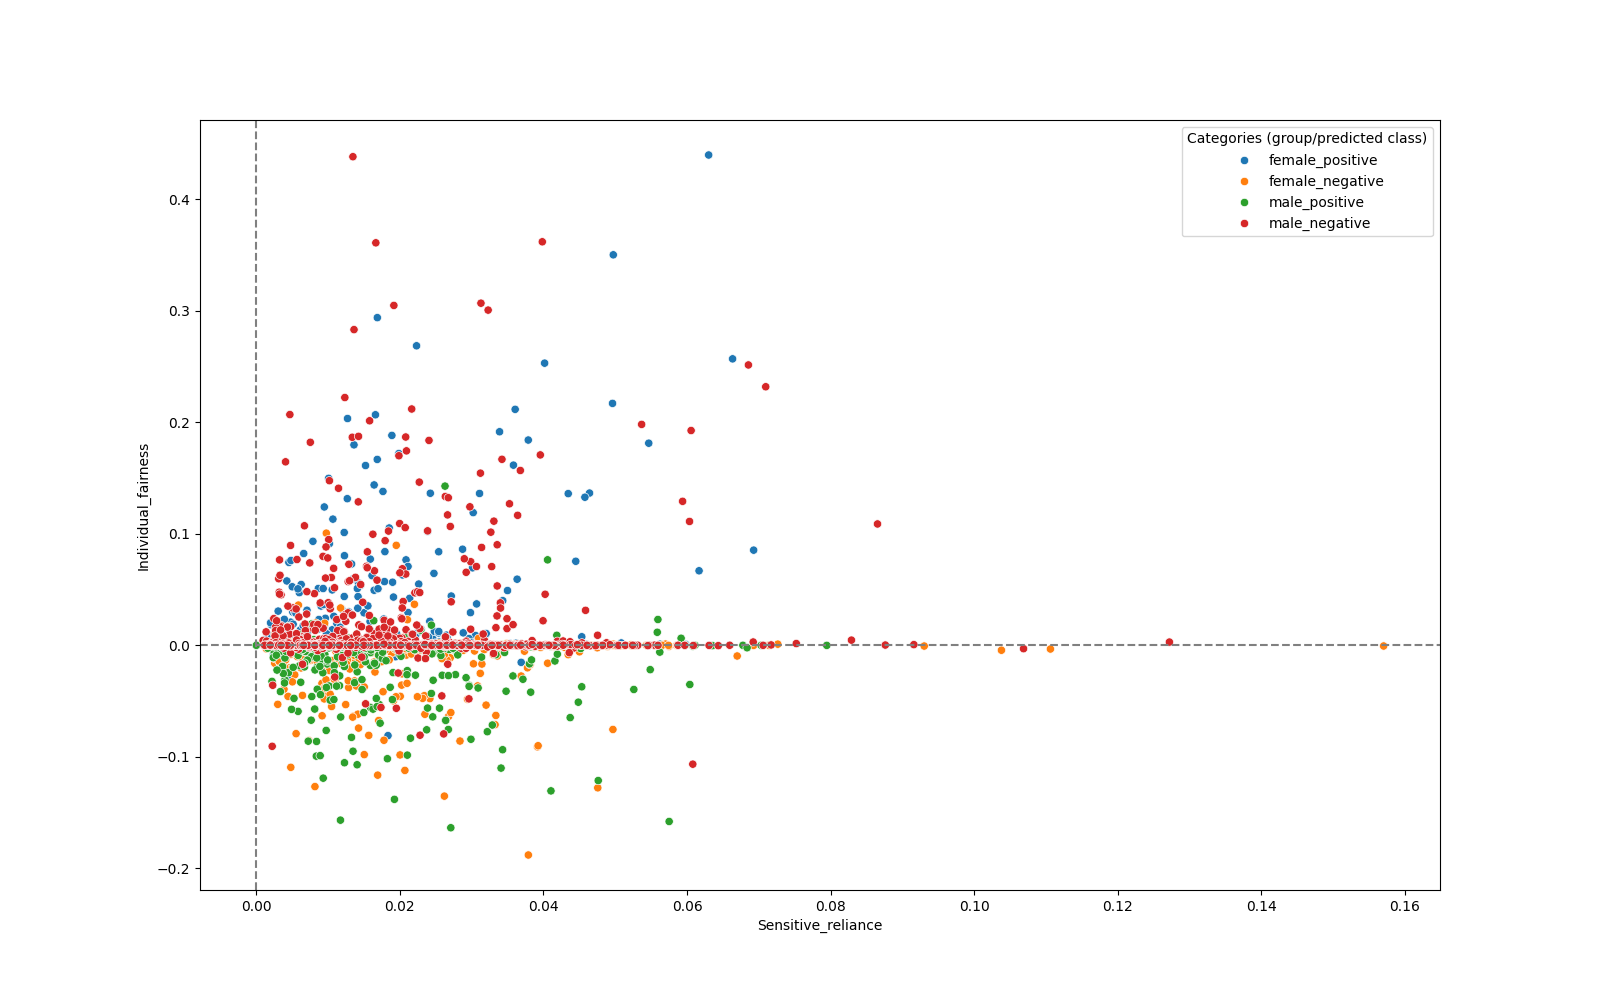 Categories (group/predicted class)
female_positive
female_negative
male_positive
male_negative
0.4
0.3
0.2
0.1
0.0
−0.1
−0.2
Individual_fairness
0.00 0.02 0.04 0.06 0.08 0.10 0.12 0.14 0.16
Sensitive_reliance